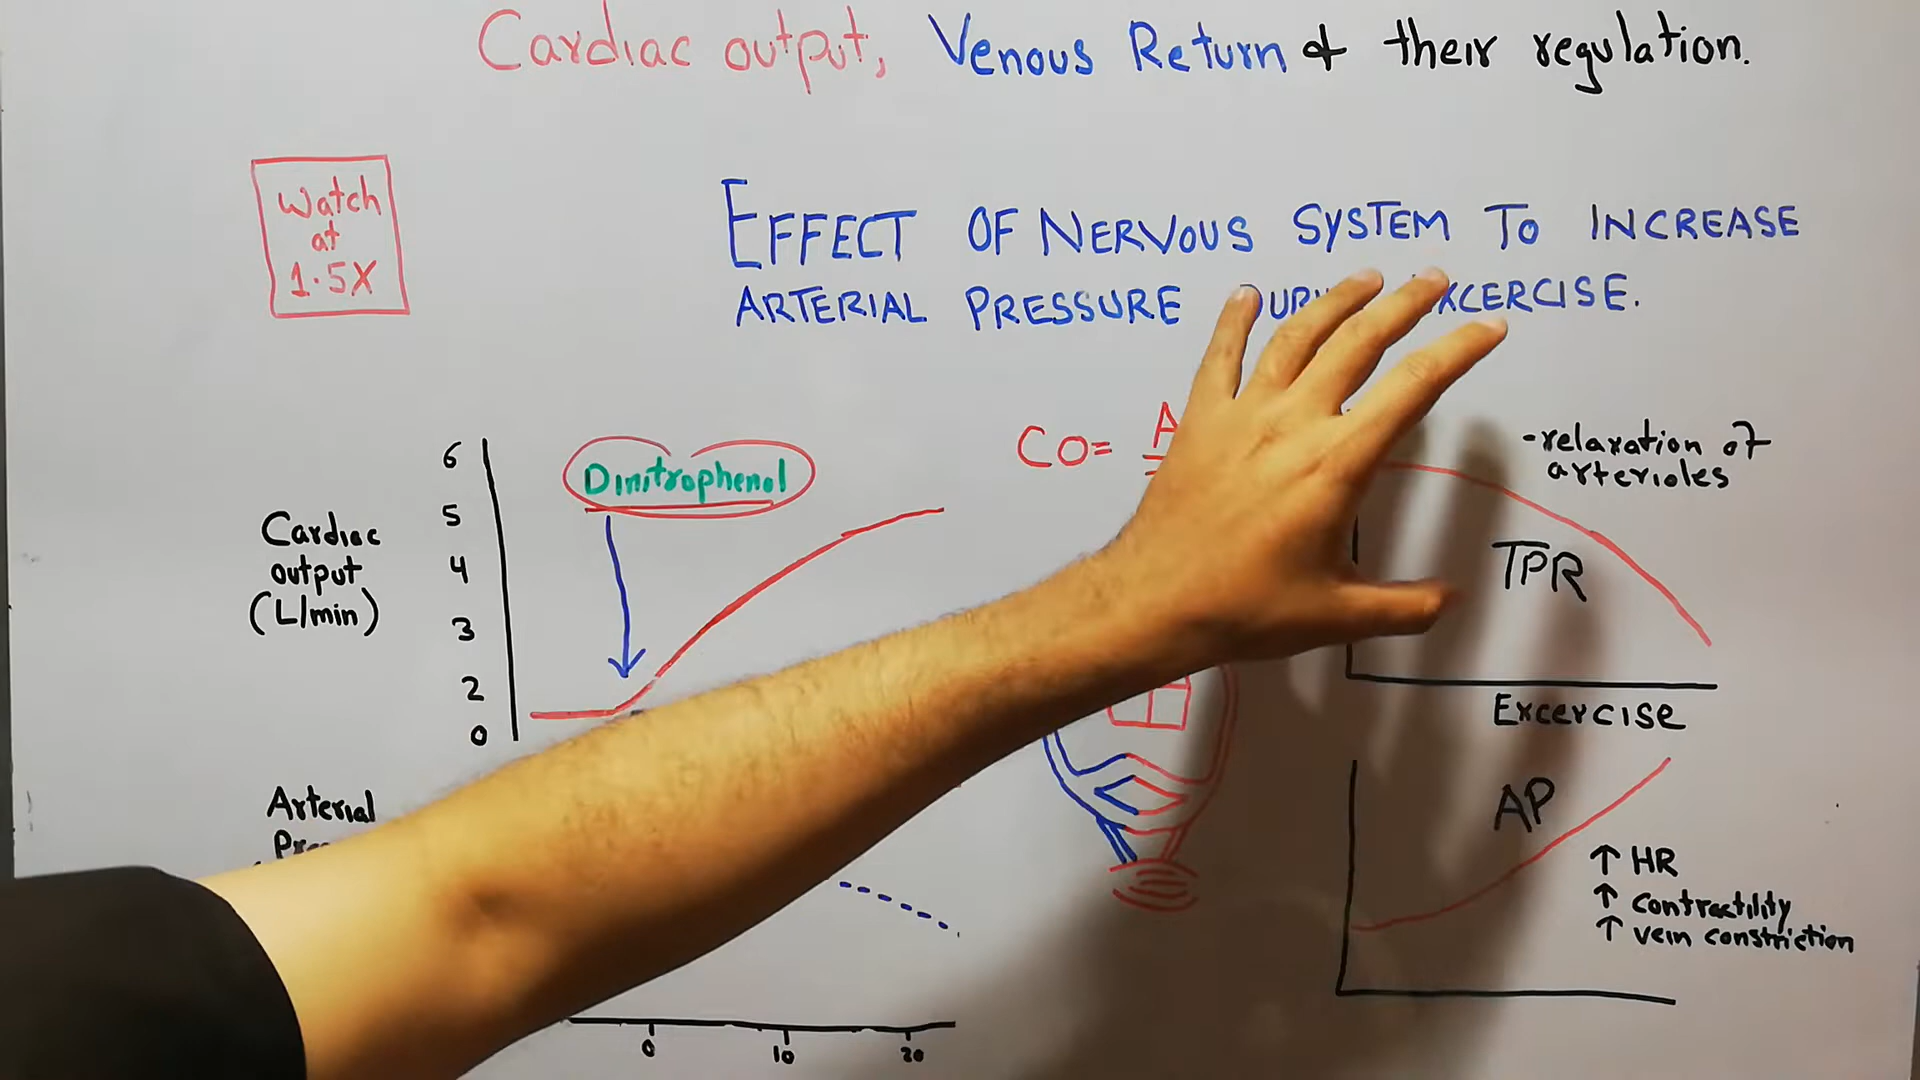 Cardiac output, Venous Return & their regulation.
Watch
at
1.5X
EFFECT OF NERVOUS SYSTEM TO INCREASE
ARTERIAL PRESSURE EXCERCISE.
6
5
4
3
2
0
Cardiac
output
(L/min)
Dinitrophenol
CO=
-relaxation of
arterioles
TPR
Excercise
Arterial
AP
↑ HR
↑ contractility
↑ vein constriction
0 10 20